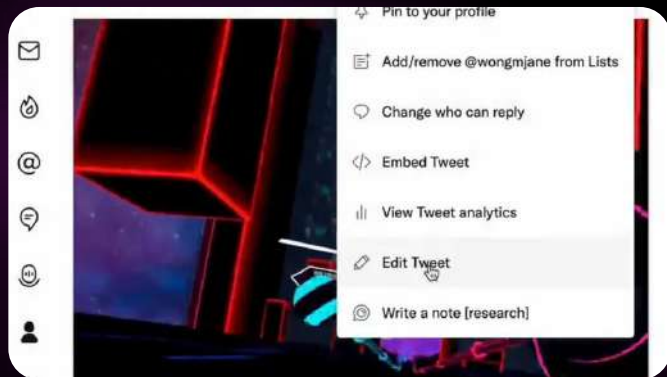 Pin to your profile
Add/remove @wongmjane from Lists
Change who can reply
Embed Tweet
View Tweet analytics
Edit Tweet
Write a note [research]